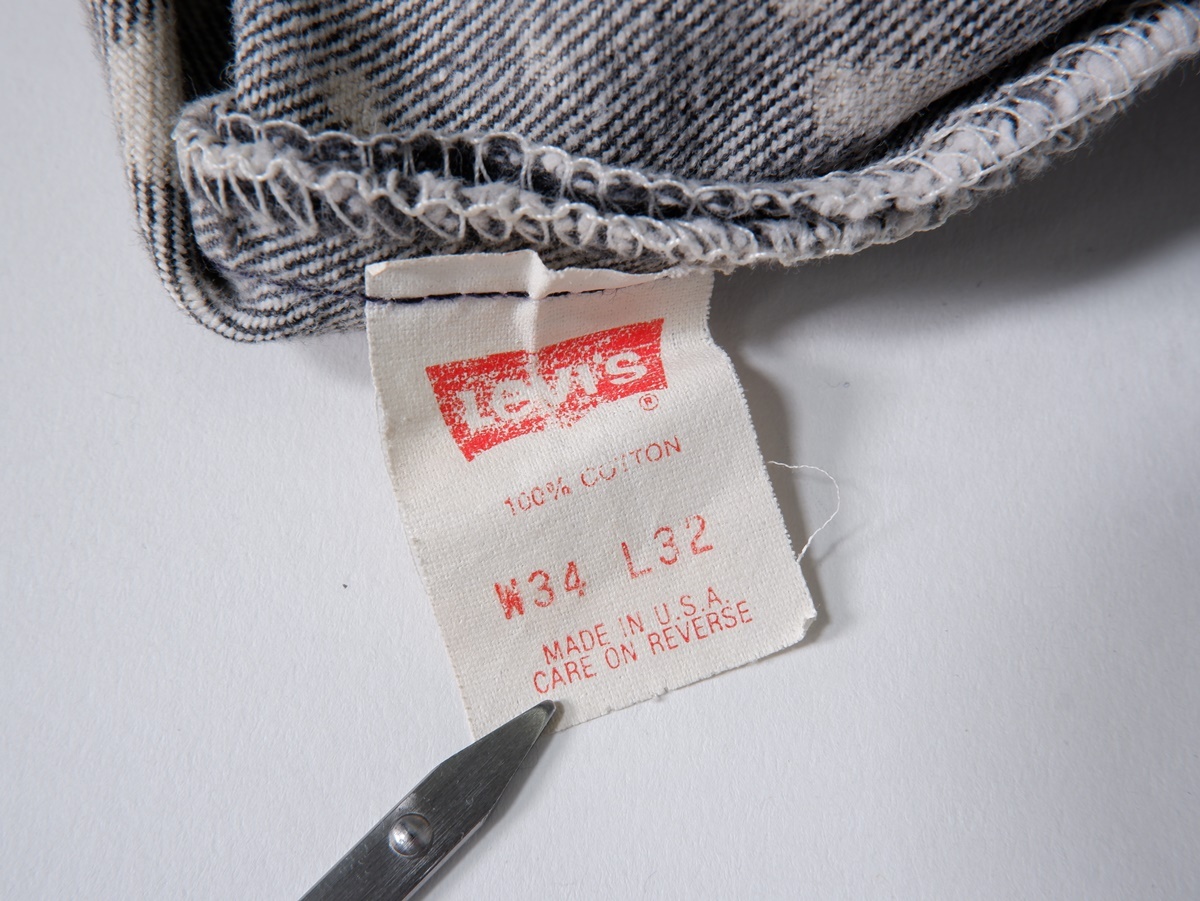 Levi's ®
100% COTTON
W34 L32
MADE IN U.S.A.
CARE ON REVERSE